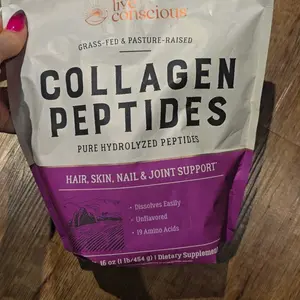 live
conscious®
GRASS-FED & PASTURE-RAISED
COLLAGEN
PEPTIDES
PURE HYDROLYZED PEPTIDES
HAIR, SKIN, NAIL & JOINT SUPPORT*
• Dissolves Easily
• Unflavored
• 19 Amino Acids
16 oz (1 lb/454 g) | Dietary Supplement